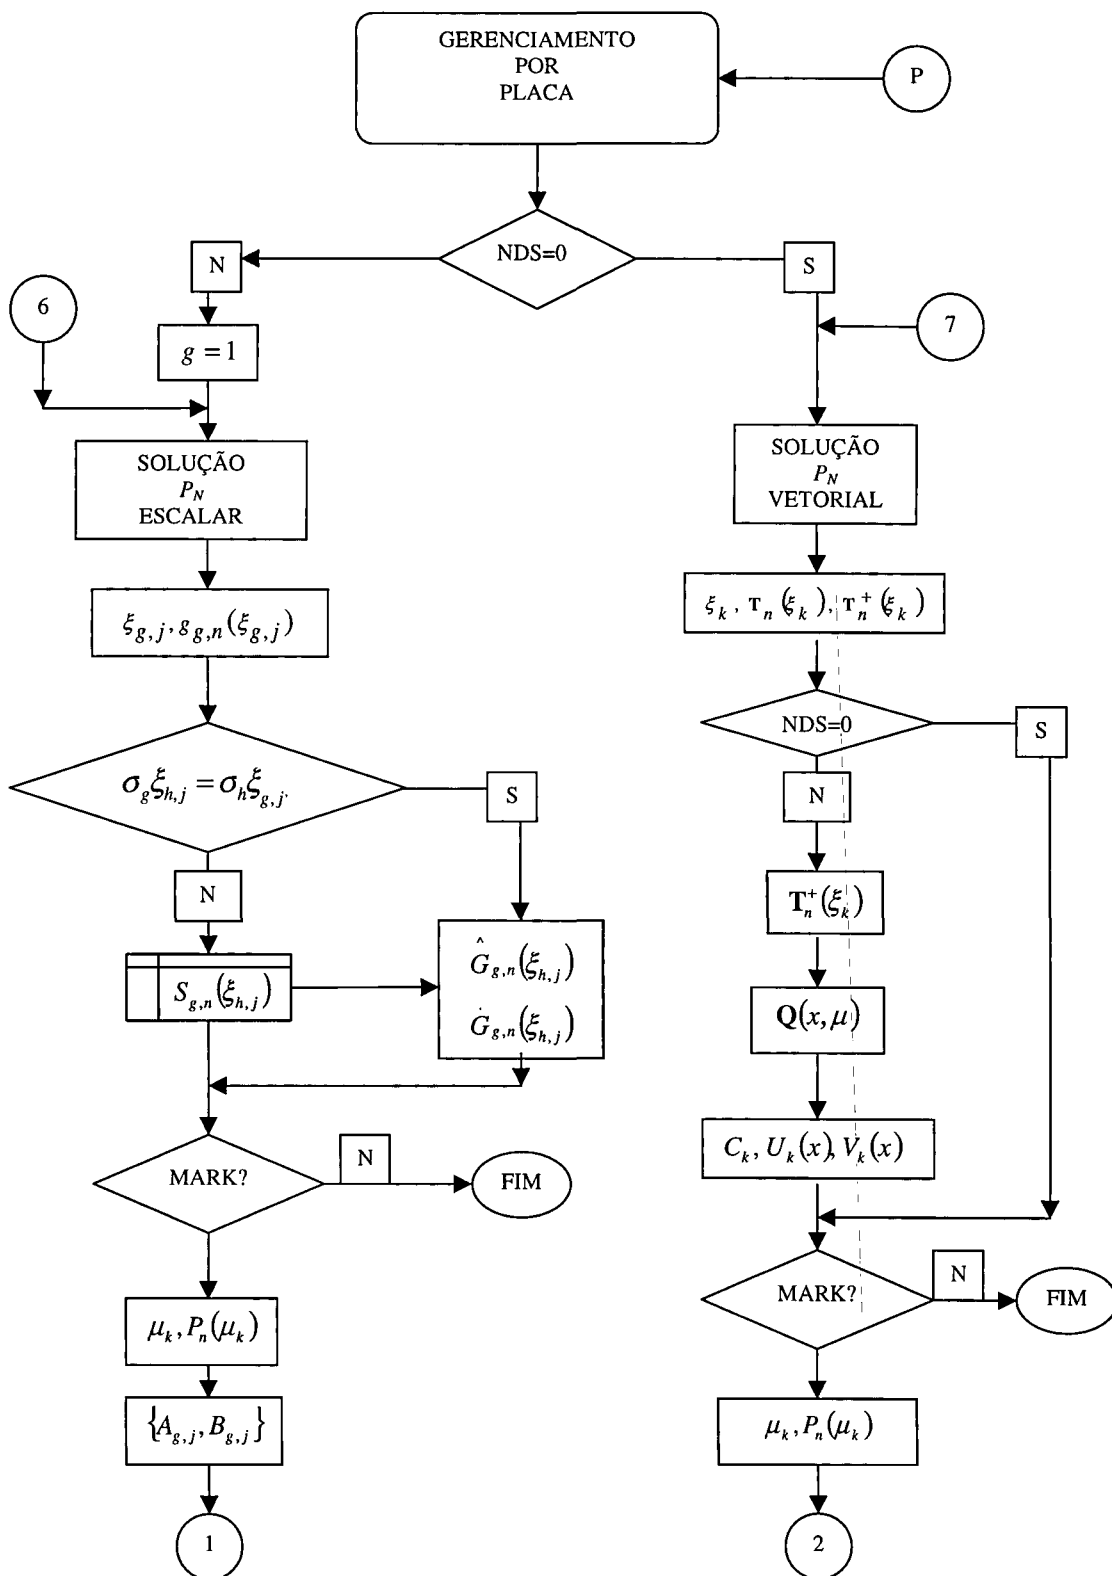 GERENCIAMENTO
POR
PLACA
P
NDS=0
N
S
6
7
g = 1
SOLUÇÃO
P_N
ESCALAR
SOLUÇÃO
P_N
VETORIAL
ξ_{g,j}, g_{g,n}(ξ_{g,j})
ξ_k, T_n(ξ_k), T_n^+(ξ_k)
σ_g ξ_{h,j} = σ_h ξ_{g,j}.
S
NDS=0
S
N
N
T_n^+(ξ_k)
S_{g,n}(ξ_{h,j})
Ĝ_{g,n}(ξ_{h,j})
Ġ_{g,n}(ξ_{h,j})
Q(x, μ)
C_k, U_k(x), V_k(x)
MARK?
N
FIM
MARK?
N
FIM
μ_k, P_n(μ_k)
{A_{g,j}, B_{g,j}}
μ_k, P_n(μ_k)
1
2